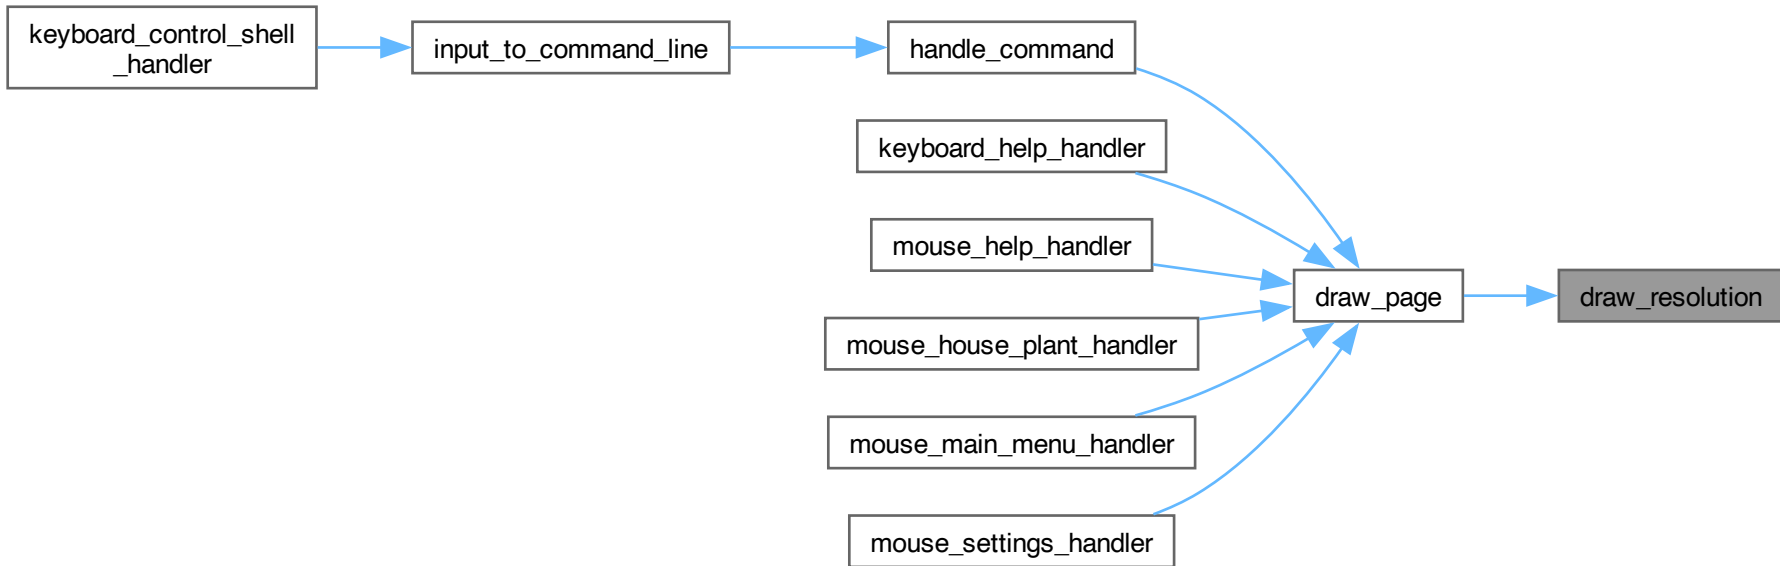 keyboard_control_shell
_handler
input_to_command_line
handle_command
keyboard_help_handler
mouse_help_handler
draw_page
draw_resolution
mouse_house_plant_handler
mouse_main_menu_handler
mouse_settings_handler